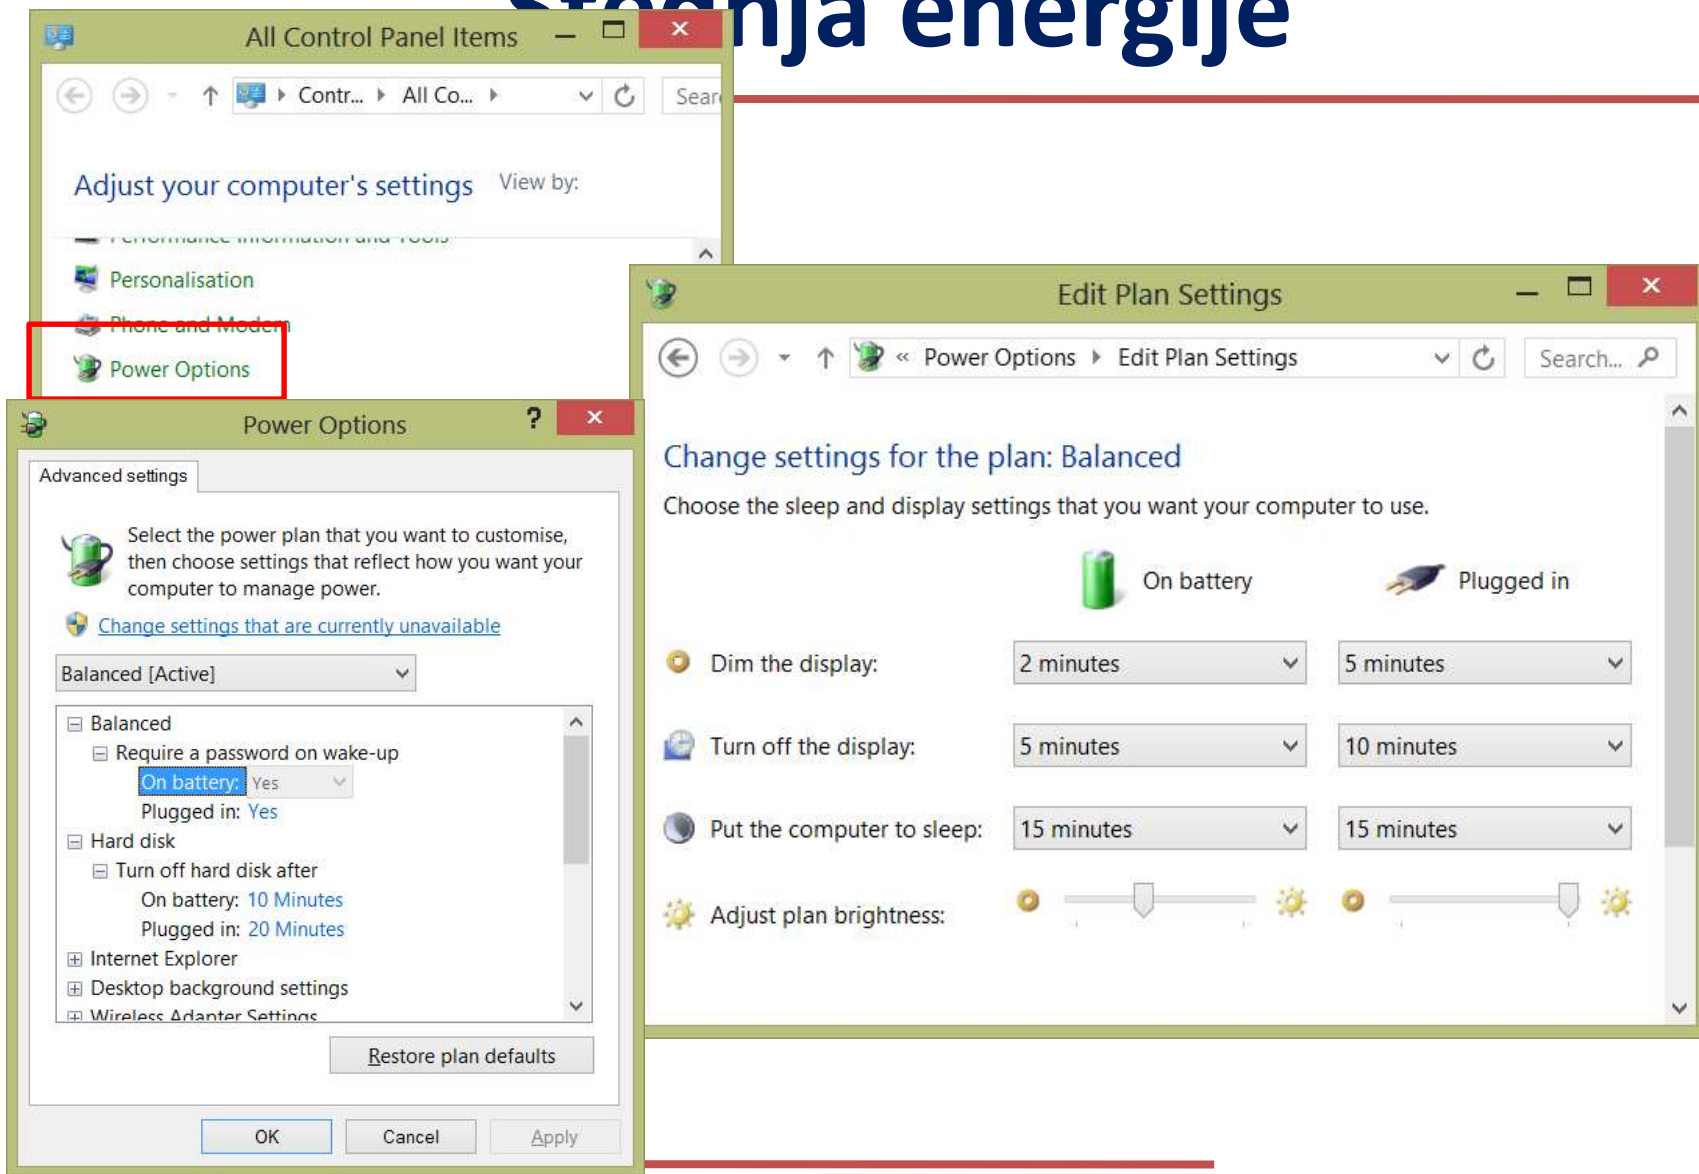 energije
All Control Panel Items
Contr... All Co...
Adjust your computer's settings View by:
Performance Information and Tools
Personalisation
Phone and Modem
Power Options
Power Options
Advanced settings
Select the power plan that you want to customise,
then choose settings that reflect how you want your
computer to manage power.
Change settings that are currently unavailable
Balanced [Active]
Balanced
Require a password on wake-up
On battery: Yes
Plugged in: Yes
Hard disk
Turn off hard disk after
On battery: 10 Minutes
Plugged in: 20 Minutes
Internet Explorer
Desktop background settings
Wireless Adapter Settings
Restore plan defaults
OK Cancel Apply
Edit Plan Settings
« Power Options Edit Plan Settings Search...
Change settings for the plan: Balanced
Choose the sleep and display settings that you want your computer to use.
On battery Plugged in
Dim the display: 2 minutes 5 minutes
Turn off the display: 5 minutes 10 minutes
Put the computer to sleep: 15 minutes 15 minutes
Adjust plan brightness: